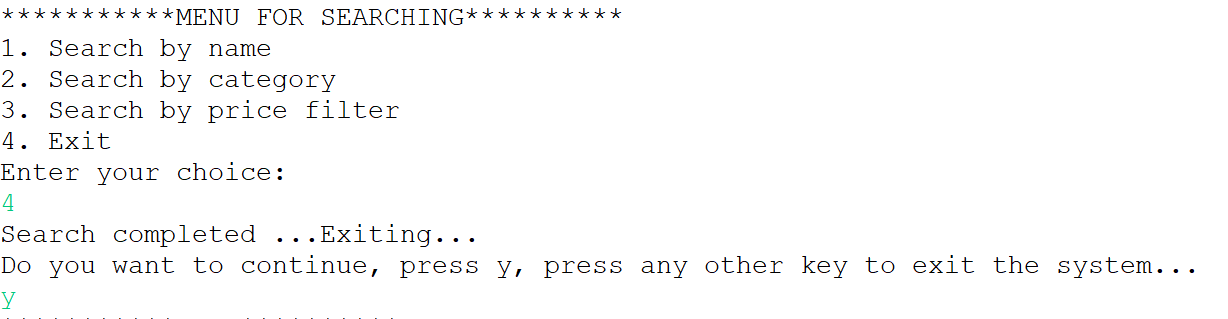 ***********MENU FOR SEARCHING**********
1. Search by name
2. Search by category
3. Search by price filter
4. Exit
Enter your choice:
4
Search completed ...Exiting...
Do you want to continue, press y, press any other key to exit the system...
y